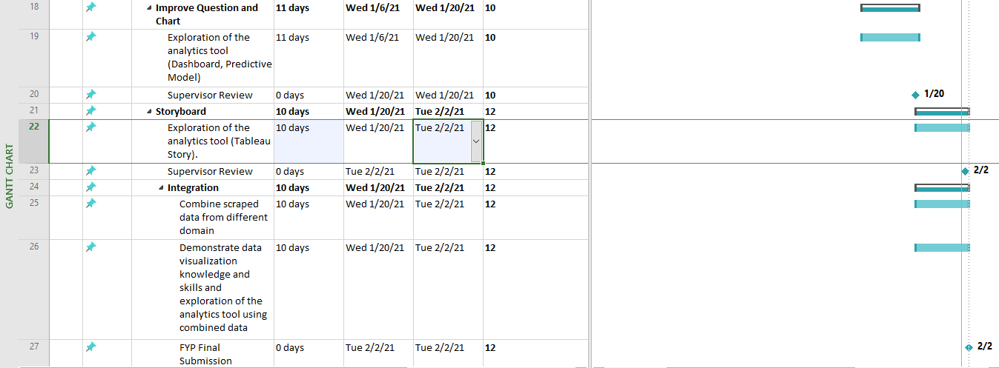 GANTT CHART
18 Improve Question and 11 days Wed 1/6/21 Wed 1/20/21 10
Chart
19 Exploration of the 11 days Wed 1/6/21 Wed 1/20/21 10
analytics tool
(Dashboard, Predictive
Model)
20 Supervisor Review 0 days Wed 1/20/21 Wed 1/20/21 10 1/20
21 Storyboard 10 days Wed 1/20/21 Tue 2/2/21 12
22 Exploration of the 10 days Wed 1/20/21 Tue 2/2/21 12
analytics tool (Tableau
Story).
23 Supervisor Review 0 days Tue 2/2/21 Tue 2/2/21 12 2/2
24 Integration 10 days Wed 1/20/21 Tue 2/2/21 12
25 Combine scraped 10 days Wed 1/20/21 Tue 2/2/21 12
data from different
domain
26 Demonstrate data 10 days Wed 1/20/21 Tue 2/2/21 12
visualization
knowledge and
skills and
exploration of the
analytics tool using
combined data
27 FYP Final 0 days Tue 2/2/21 Tue 2/2/21 12 2/2
Submission